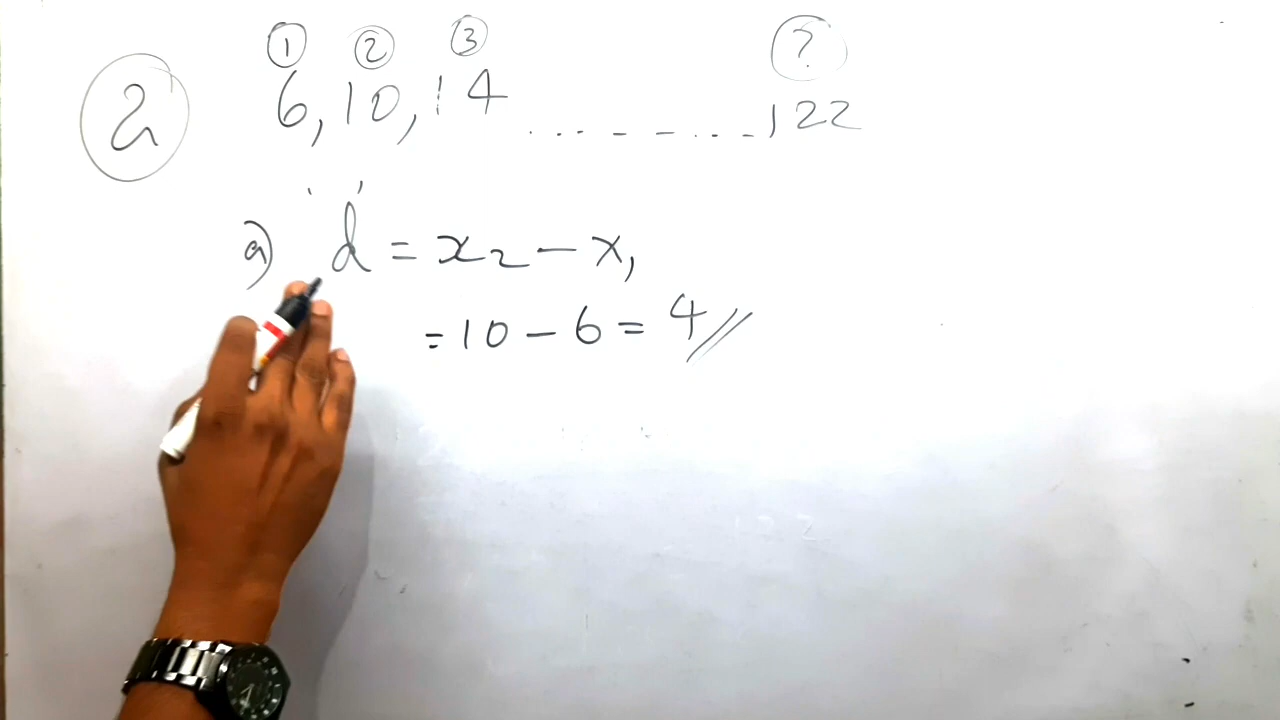 ① ② ③ ?
2 6, 10, 14 ............ 122
a) 'd' = x₂ - x₁
= 10 - 6 = 4 //